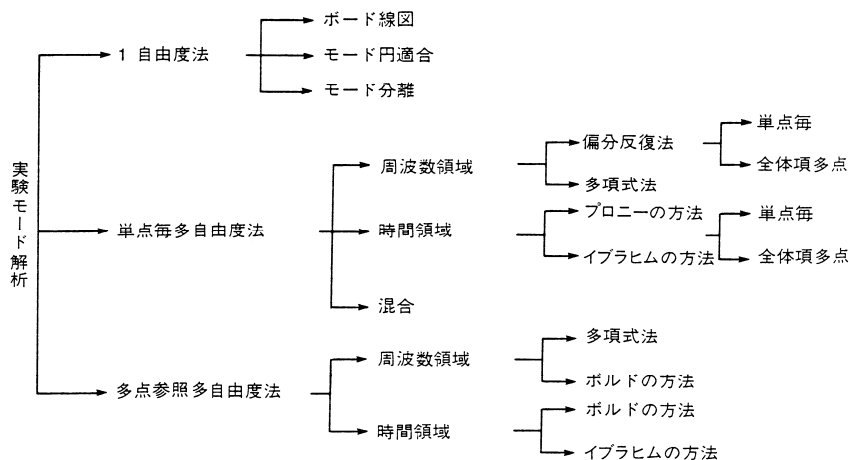 実験モード解析
1 自由度法
ボード線図
モード円適合
モード分離
単点毎多自由度法
周波数領域
偏分反復法
単点毎
全体項多点
多項式法
時間領域
プロニーの方法
イブラヒムの方法
単点毎
全体項多点
混合
多点参照多自由度法
周波数領域
多項式法
ボルドの方法
時間領域
ボルドの方法
イブラヒムの方法